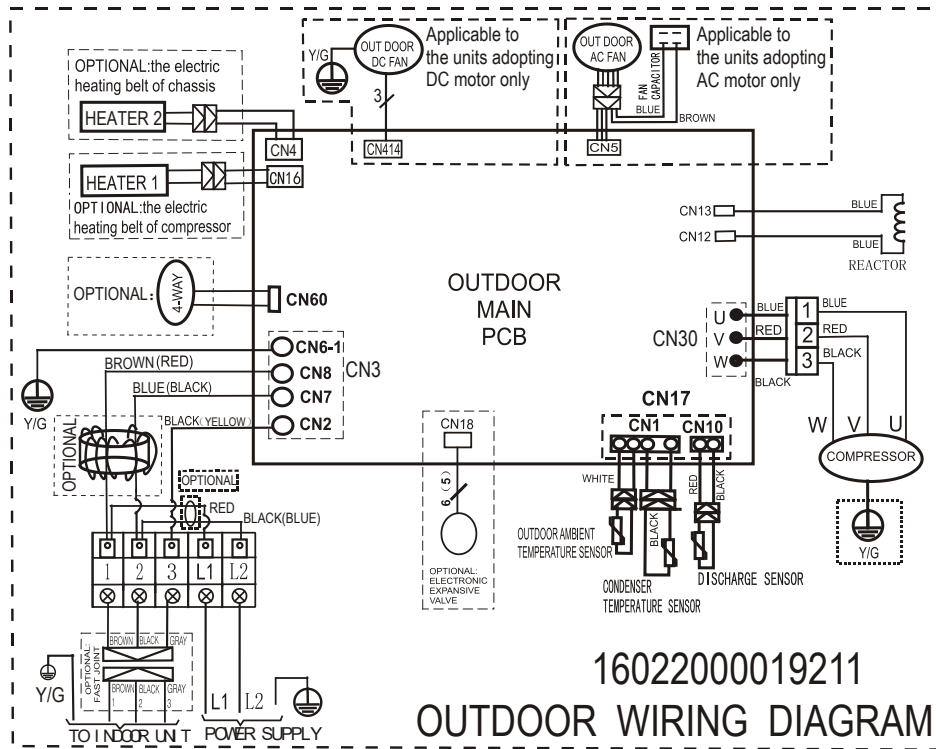 OPTIONAL:the electric
heating belt of chassis
HEATER 2
CN4
HEATER 1
CN16
OPTIONAL:the electric
heating belt of compressor
Y/G
OUT DOOR
DC FAN
3
CN414
Applicable to
the units adopting
DC motor only
OUT DOOR
AC FAN
FAN
CAPACITOR
BLUE
BROWN
CN5
Applicable to
the units adopting
AC motor only
CN13
BLUE
CN12
BLUE
REACTOR
OPTIONAL:
4-WAY
CN60
OUTDOOR
MAIN
PCB
CN6-1
CN8
CN7
CN2
CN3
BROWN(RED)
BLUE(BLACK)
BLACK(YELLOW)
Y/G
OPTIONAL
OPTIONAL
RED
BLACK(BLUE)
1
2
3
L1
L2
CN30
U
V
W
BLUE
RED
BLACK
1
2
3
BLUE
RED
BLACK
W V U
COMPRESSOR
Y/G
CN17
CN1
CN10
WHITE
BLACK
RED
BLACK
OUTDOOR AMBIENT
TEMPERATURE SENSOR
CONDENSER
TEMPERATURE SENSOR
DISCHARGE SENSOR
CN18
6 (5)
OPTIONAL:
ELECTRONIC
EXPANSIVE
VALVE
OPTIONAL:
FAST JOINT
BROWN BLACK GRAY
BROWN BLACK GRAY
1 2 3
Y/G
L1 L2
TO INDOOR UNIT
POWER SUPPLY
16022000019211
OUTDOOR WIRING DIAGRAM